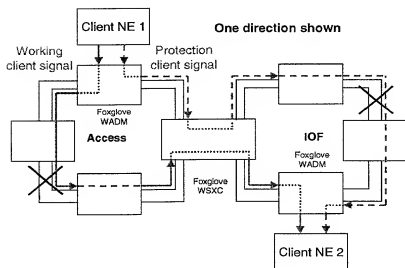 Client NE 1
One direction shown
Working
client signal
Protection
client signal
Foxglove
WADM
Access
IOF
Foxglove
WADM
Foxglove
WSXC
Client NE 2